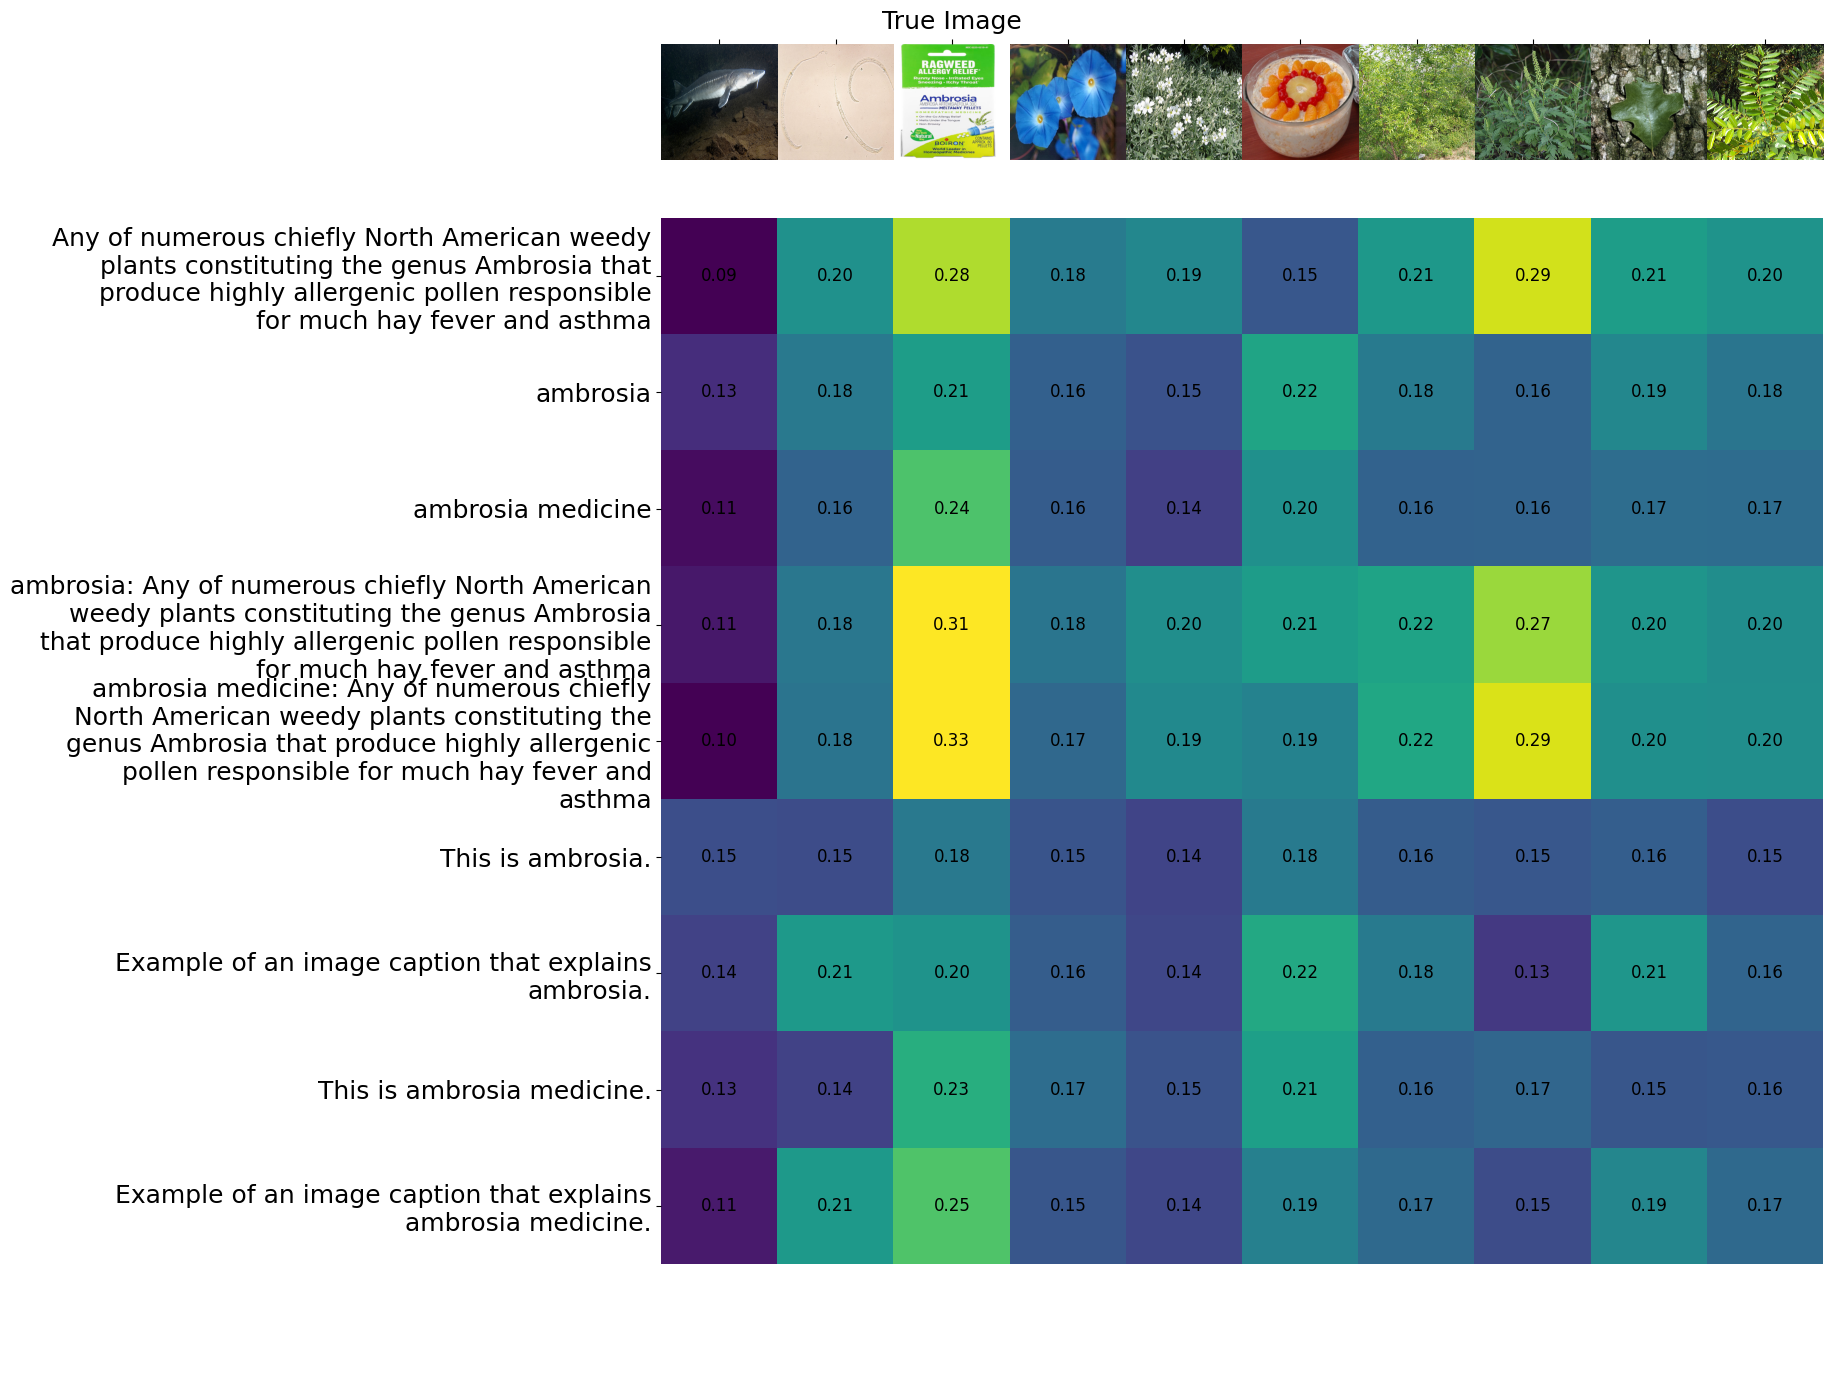 True Image
RAGWEED
ALLERGY RELIEF
Ambrosia
MELTAWAY PELLETS
BOIRON
Any of numerous chiefly North American weedy
plants constituting the genus Ambrosia that
produce highly allergenic pollen responsible
for much hay fever and asthma
0.09 0.20 0.28 0.18 0.19 0.15 0.21 0.29 0.21 0.20
ambrosia
0.13 0.18 0.21 0.16 0.15 0.22 0.18 0.16 0.19 0.18
ambrosia medicine
0.11 0.16 0.24 0.16 0.14 0.20 0.16 0.16 0.17 0.17
ambrosia: Any of numerous chiefly North American
weedy plants constituting the genus Ambrosia
that produce highly allergenic pollen responsible
for much hay fever and asthma
0.11 0.18 0.31 0.18 0.20 0.21 0.22 0.27 0.20 0.20
ambrosia medicine: Any of numerous chiefly
North American weedy plants constituting the
genus Ambrosia that produce highly allergenic
pollen responsible for much hay fever and
asthma
0.10 0.18 0.33 0.17 0.19 0.19 0.22 0.29 0.20 0.20
This is ambrosia.
0.15 0.15 0.18 0.15 0.14 0.18 0.16 0.15 0.16 0.15
Example of an image caption that explains
ambrosia.
0.14 0.21 0.20 0.16 0.14 0.22 0.18 0.13 0.21 0.16
This is ambrosia medicine.
0.13 0.14 0.23 0.17 0.15 0.21 0.16 0.17 0.15 0.16
Example of an image caption that explains
ambrosia medicine.
0.11 0.21 0.25 0.15 0.14 0.19 0.17 0.15 0.19 0.17